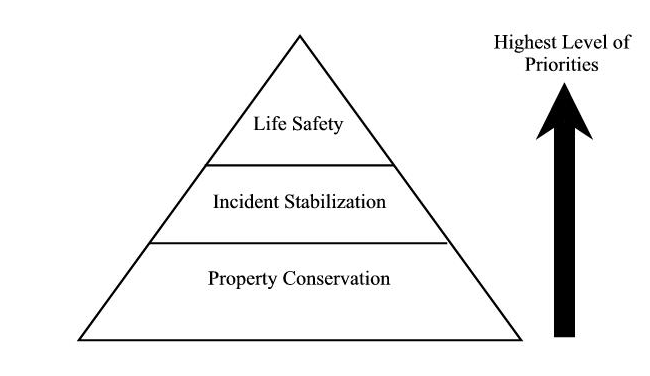 Highest Level of
Priorities
Life Safety
Incident Stabilization
Property Conservation